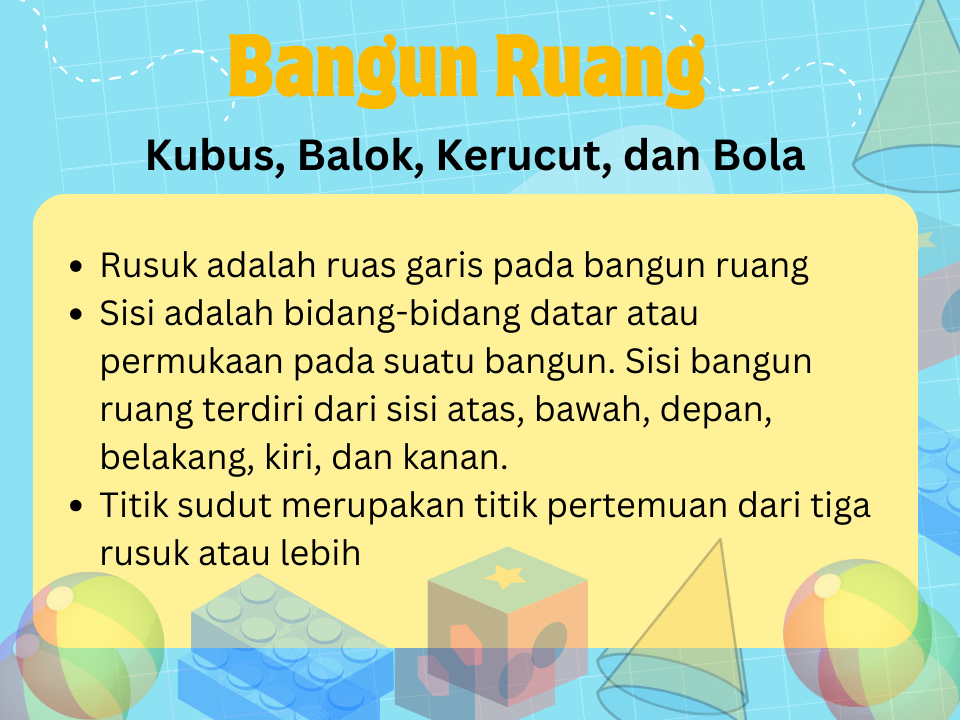 Bangun Ruang
Kubus, Balok, Kerucut, dan Bola
• Rusuk adalah ruas garis pada bangun ruang
• Sisi adalah bidang-bidang datar atau
permukaan pada suatu bangun. Sisi bangun
ruang terdiri dari sisi atas, bawah, depan,
belakang, kiri, dan kanan.
• Titik sudut merupakan titik pertemuan dari tiga
rusuk atau lebih